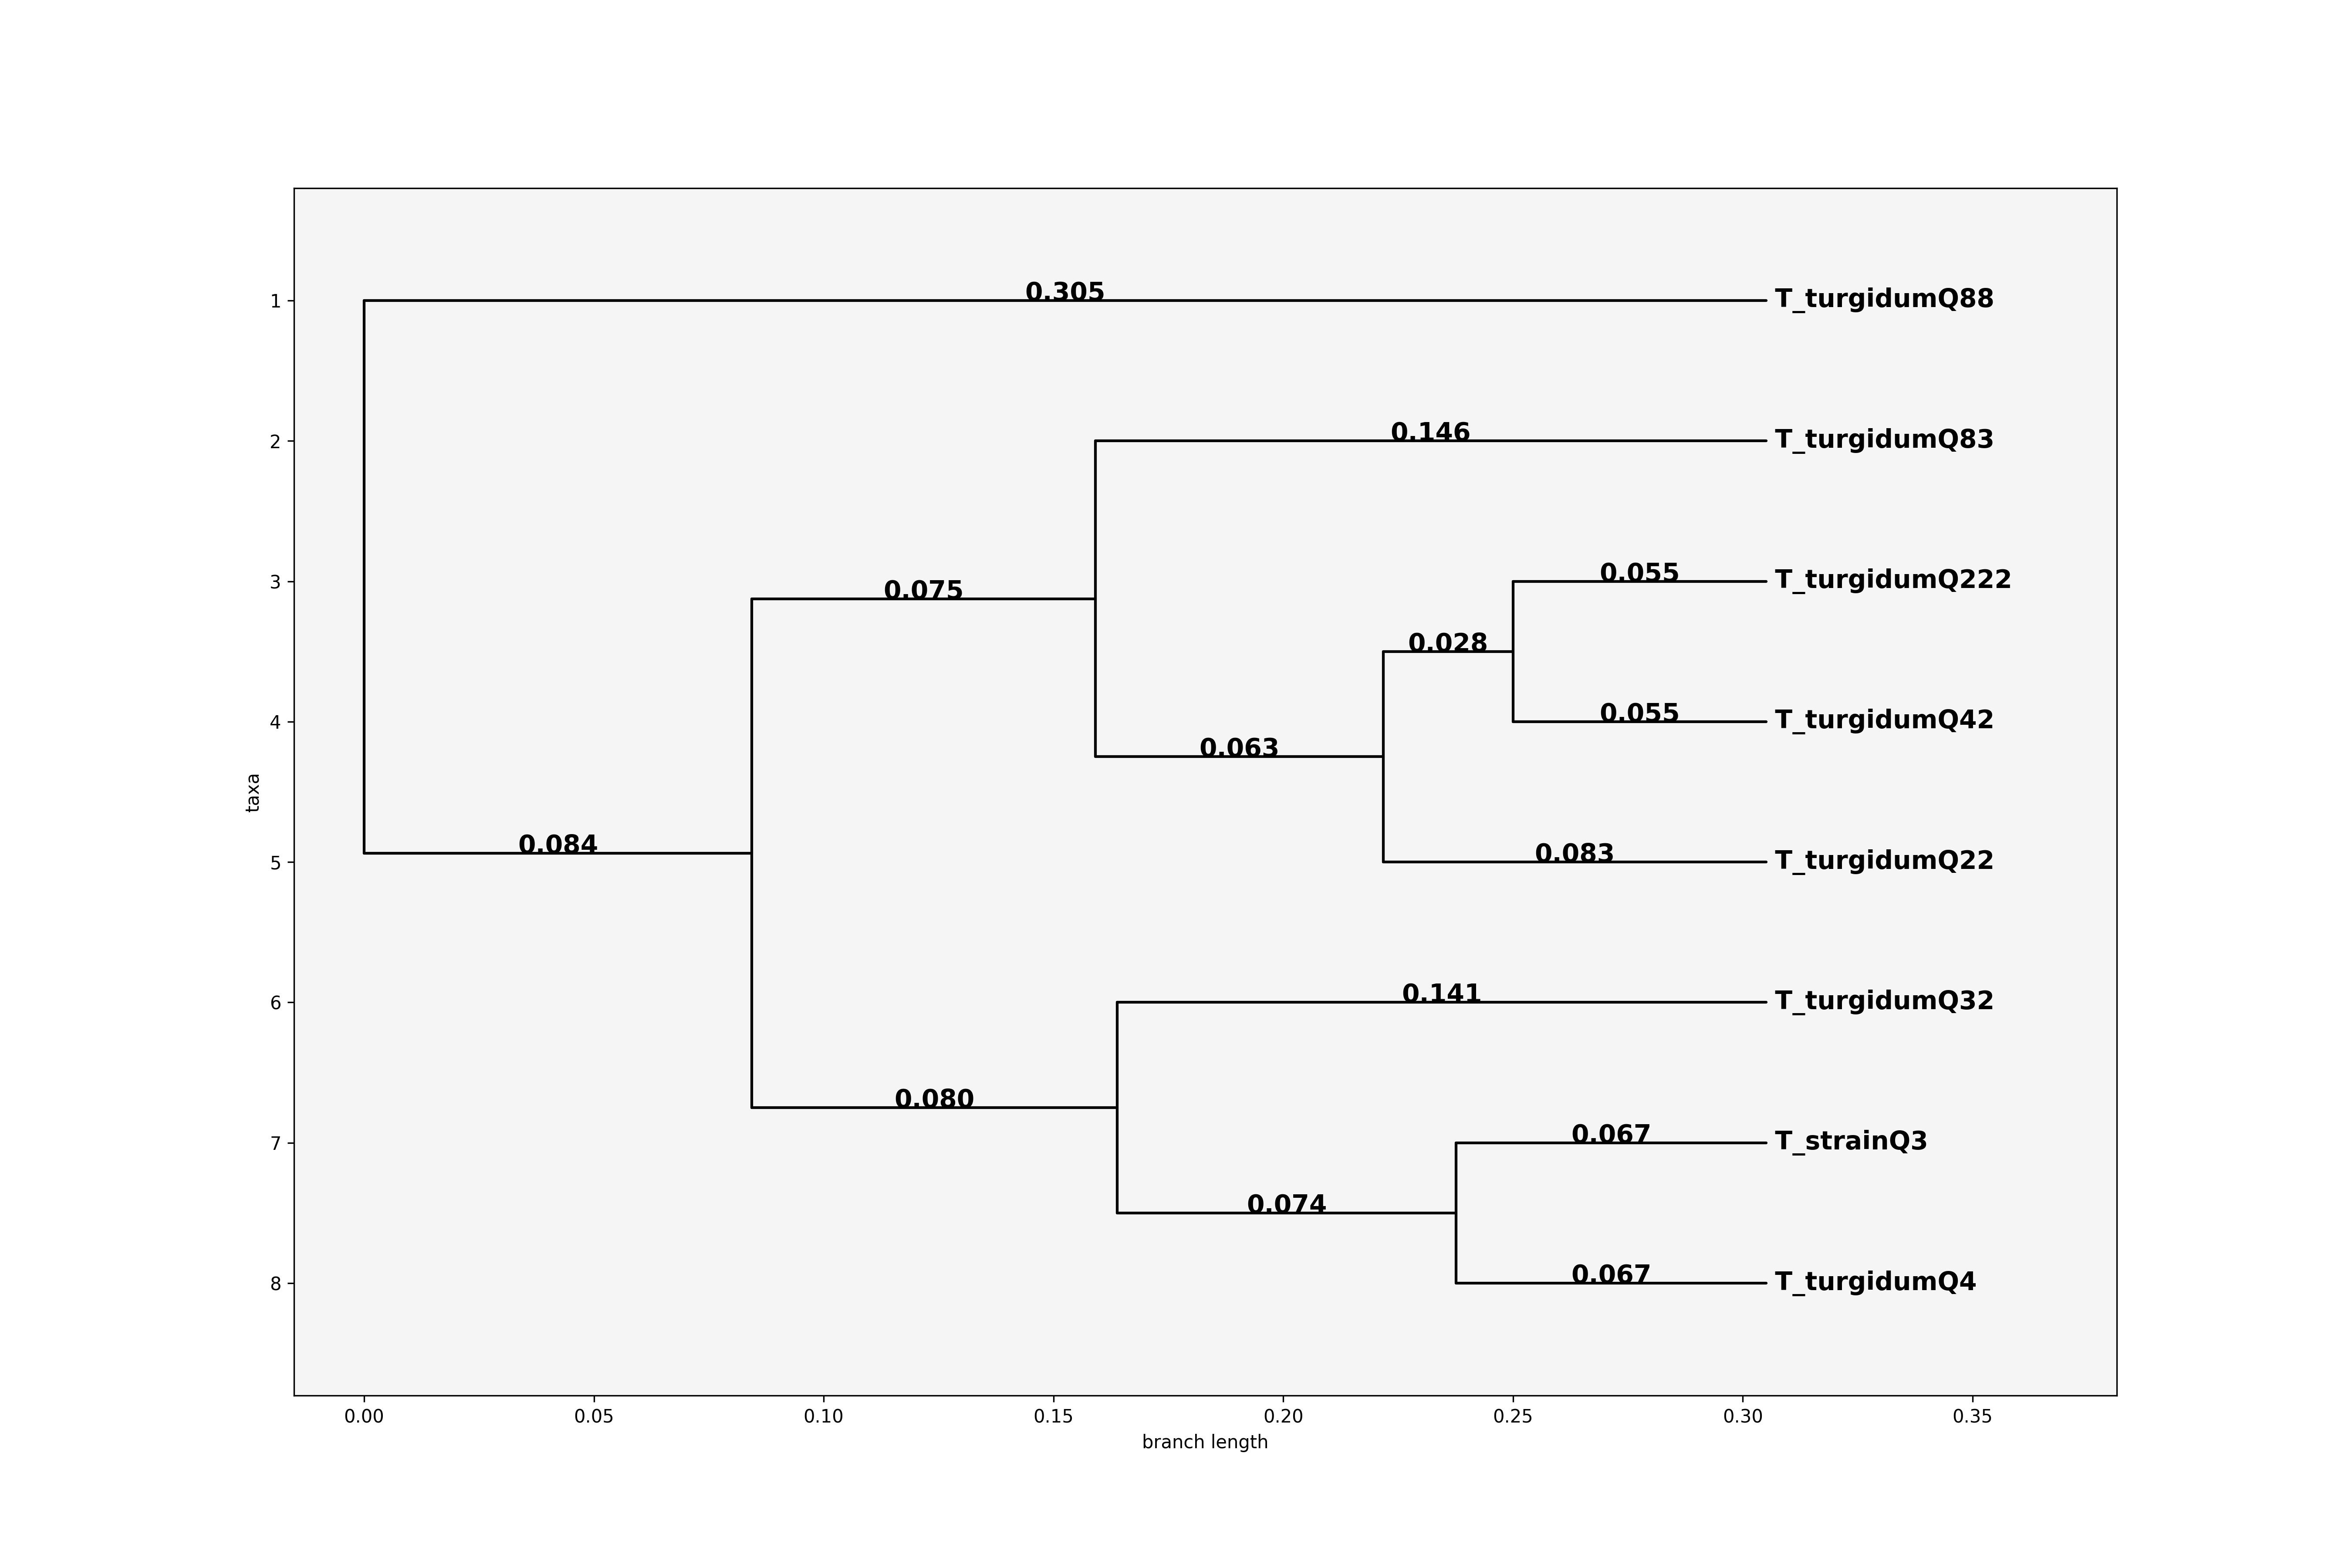 1
0.305
T_turgidumQ88
2
0.146
T_turgidumQ83
3
0.055
T_turgidumQ222
0.075
0.028
4
0.055
T_turgidumQ42
0.063
taxa
0.084
5
0.083
T_turgidumQ22
6
0.141
T_turgidumQ32
0.080
7
0.067
T_strainQ3
0.074
8
0.067
T_turgidumQ4
0.00 0.05 0.10 0.15 0.20 0.25 0.30 0.35
branch length